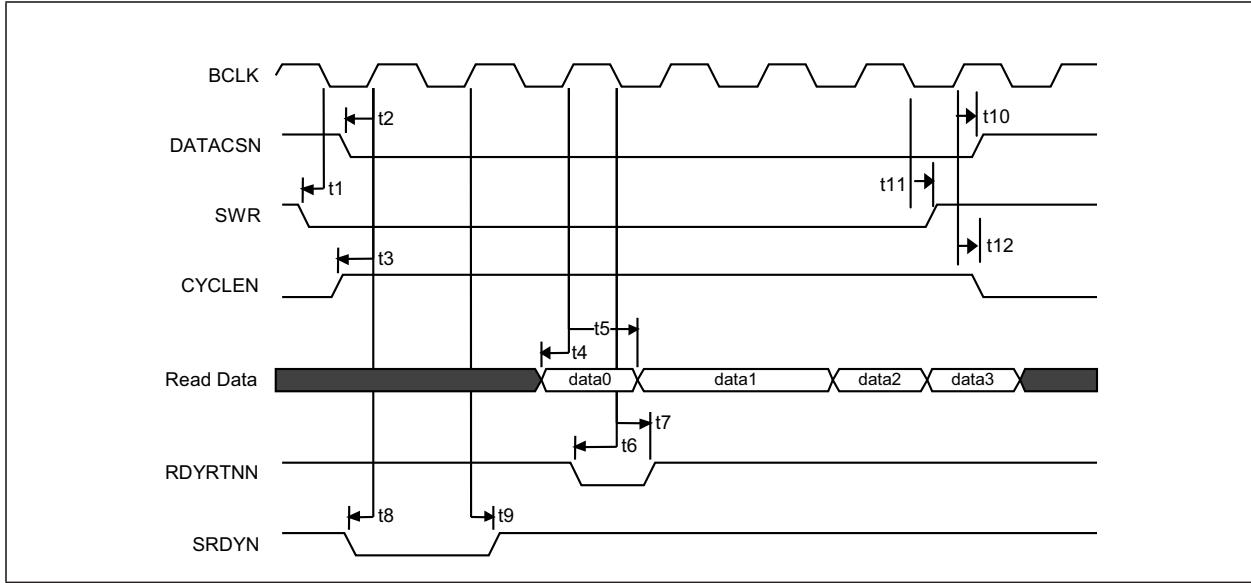 BCLK
t2
t10
DATACSN
t1
t11
SWR
t3
t12
CYCLEN
t5
t4
Read Data
data0
data1
data2
data3
t7
t6
RDYRTNN
t8
t9
SRDYN